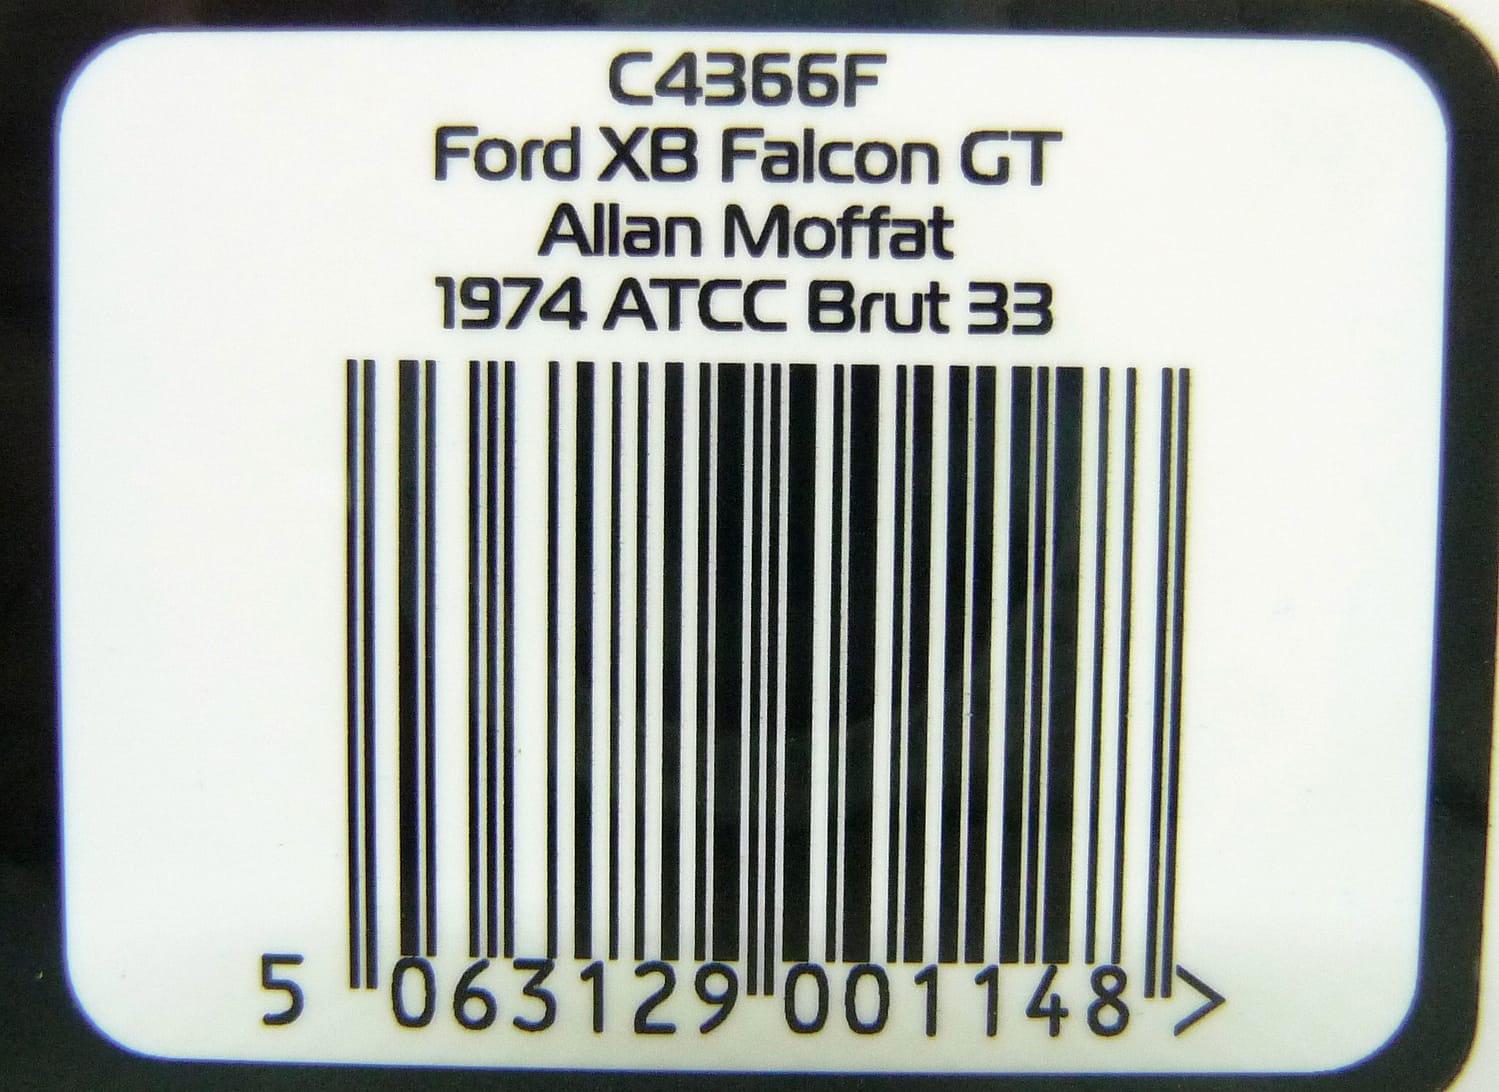 C4366F
Ford XB Falcon GT
Allan Moffat
1974 ATCC Brut 33
5 063129 001148 >